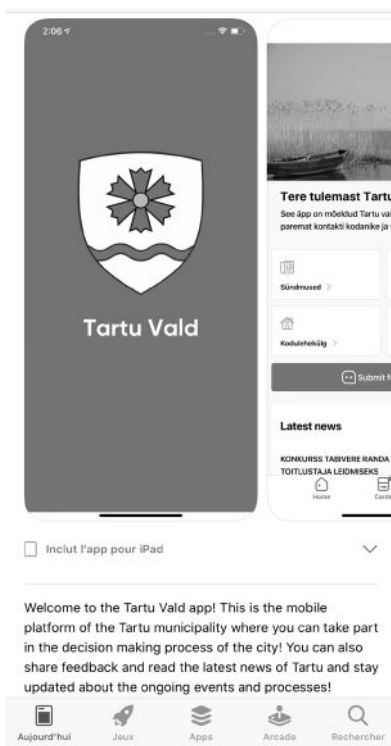 2:06
Tartu Vald
Tere tulemast Tartu
See äpp on mõeldud Tartu val
paremat kontakti kodanike ja
Sündmused >
Kodulehekülg >
Submit f
Latest news
KONKURSS TABIVERE RANDA
TOITLUSTAJA LEIDMISEKS
Home
Inclut l'app pour iPad
Welcome to the Tartu Vald app! This is the mobile
platform of the Tartu municipality where you can take part
in the decision making process of the city! You can also
share feedback and read the latest news of Tartu and stay
updated about the ongoing events and processes!
Aujourd'hui
Jeux
Apps
Arcade
Rechercher